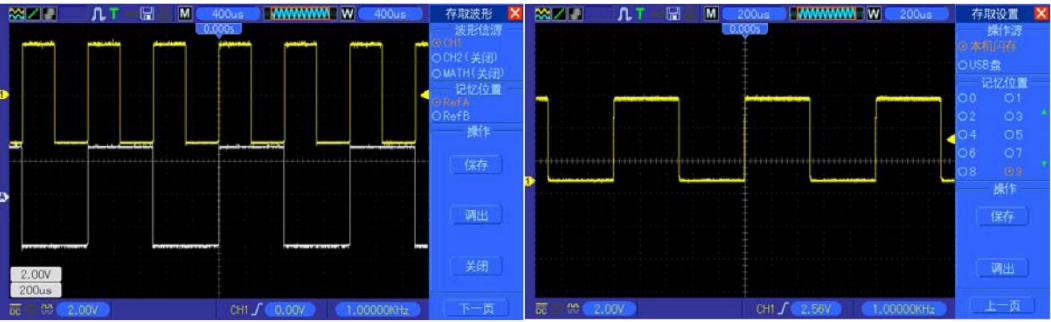 T M 400us W 400us 存取波形
0.000s
波形信源
CH1
CH2(关闭)
MATH(关闭)
记忆位置
RefA
RefB
操作
保存
调出
关闭
下一页
1
A
2.00V
200us
2.00V CH1 0.00V 1.00000KHz
T M 200us W 200us 存取设置
0.000s
操作源
本机闪存
USB盘
记忆位置
0 1
2 3
4 5
6 7
8 9
操作
保存
调出
上一页
1
2.00V CH1 2.56V 1.00000KHz